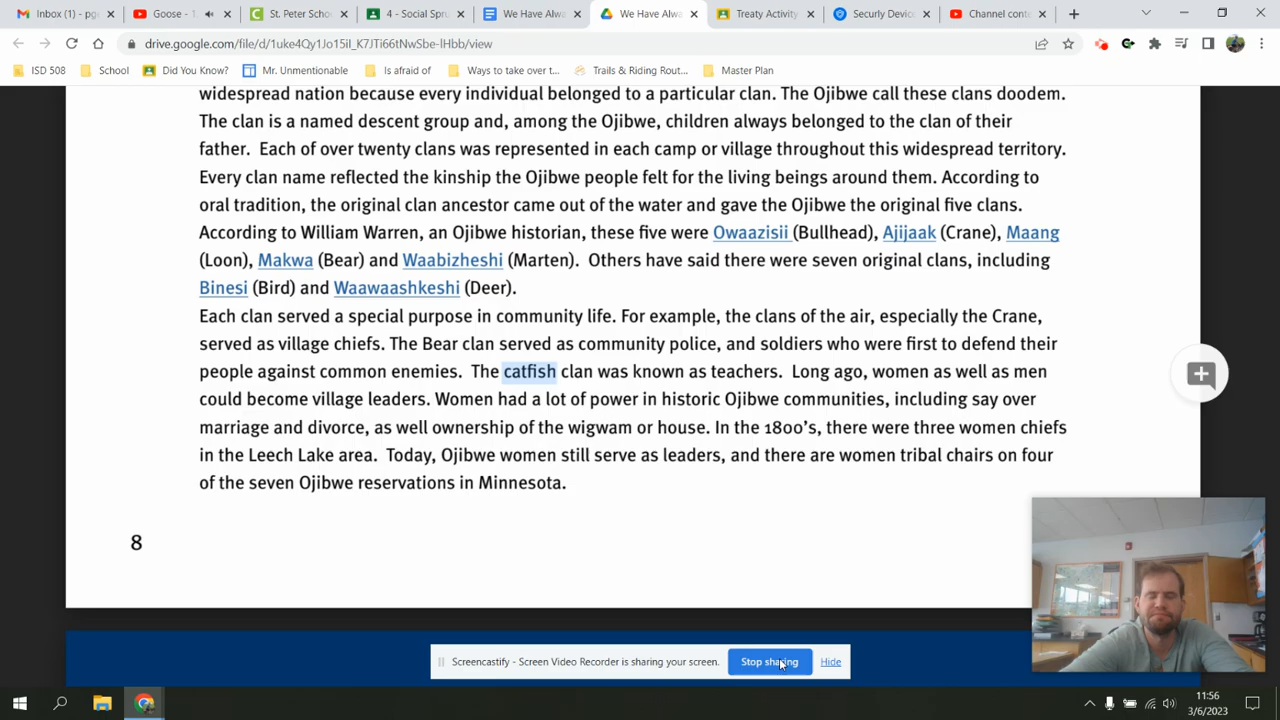 Inbox (1) - pg
Goose - T
St. Peter Schoo
4 - Social Spru
We Have Alwa
We Have Alwa
Treaty Activity
Securly Device
Channel conte
drive.google.com/file/d/1uke4Qy1Jo15iI_K7JTi66tNwSbe-lHbb/view
ISD 508
School
Did You Know?
Mr. Unmentionable
Is afraid of
Ways to take over t...
Trails & Riding Rout...
Master Plan
widespread nation because every individual belonged to a particular clan. The Ojibwe call these clans doodem.
The clan is a named descent group and, among the Ojibwe, children always belonged to the clan of their
father. Each of over twenty clans was represented in each camp or village throughout this widespread territory.
Every clan name reflected the kinship the Ojibwe people felt for the living beings around them. According to
oral tradition, the original clan ancestor came out of the water and gave the Ojibwe the original five clans.
According to William Warren, an Ojibwe historian, these five were Owaazisii (Bullhead), Ajijaak (Crane), Maang
(Loon), Makwa (Bear) and Waabizheshi (Marten). Others have said there were seven original clans, including
Binesi (Bird) and Waawaashkeshi (Deer).
Each clan served a special purpose in community life. For example, the clans of the air, especially the Crane,
served as village chiefs. The Bear clan served as community police, and soldiers who were first to defend their
people against common enemies. The catfish clan was known as teachers. Long ago, women as well as men
could become village leaders. Women had a lot of power in historic Ojibwe communities, including say over
marriage and divorce, as well ownership of the wigwam or house. In the 1800's, there were three women chiefs
in the Leech Lake area. Today, Ojibwe women still serve as leaders, and there are women tribal chairs on four
of the seven Ojibwe reservations in Minnesota.
8
Screencastify - Screen Video Recorder is sharing your screen.
Stop sharing
Hide
11:56
3/6/2023